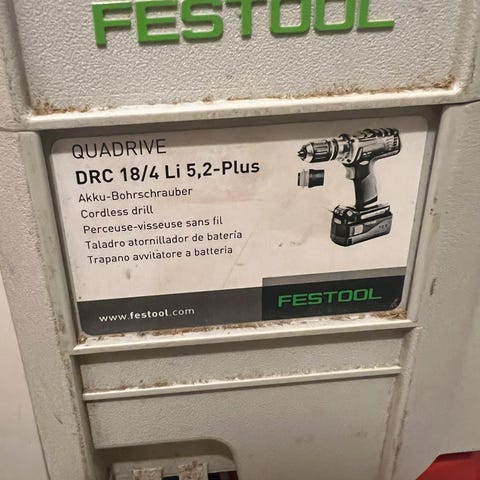 FESTOOL
QUADRIVE
DRC 18/4 Li 5,2-Plus
Akku-Bohrschrauber
Cordless drill
Perceuse-visseuse sans fil
Taladro atornillador de batería
Trapano avvitatore a batteria
www.festool.com
FESTOOL